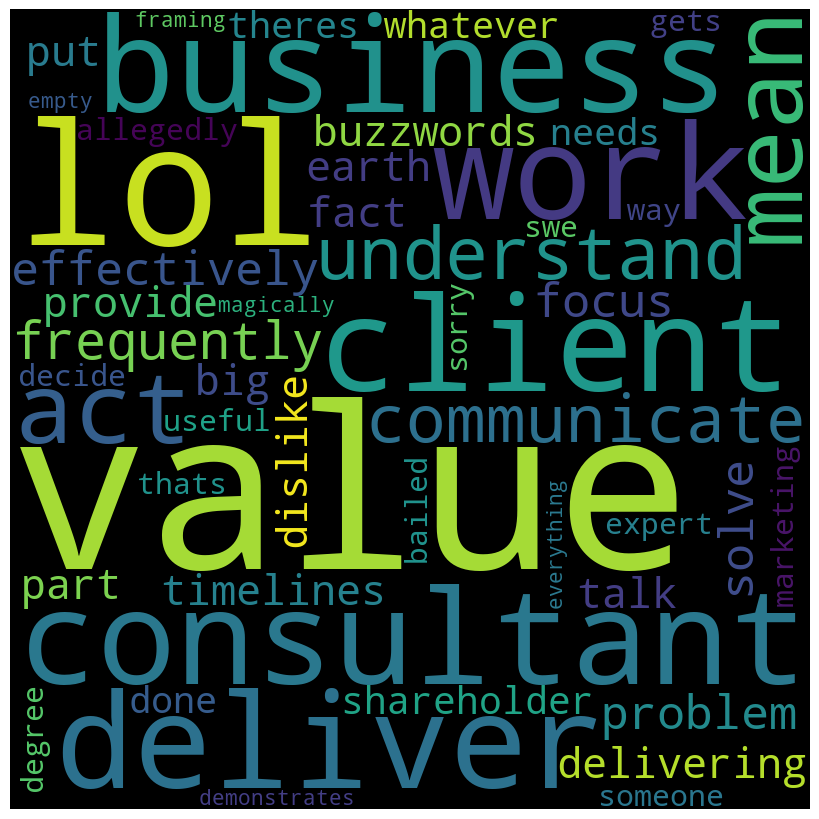 framing
theres
whatever
gets
put
business
mean
empty
allegedly
buzzwords
needs
lol
earth
work
fact
way
swe
understand
effectively
provide
magically
sorry
focus
frequently
client
decide
big
act
useful
dislike
communicate
value
thats
bailed
everything
expert
solve
marketing
part
timelines
talk
consultant
degree
done
shareholder
deliver
problem
delivering
demonstrates
someone